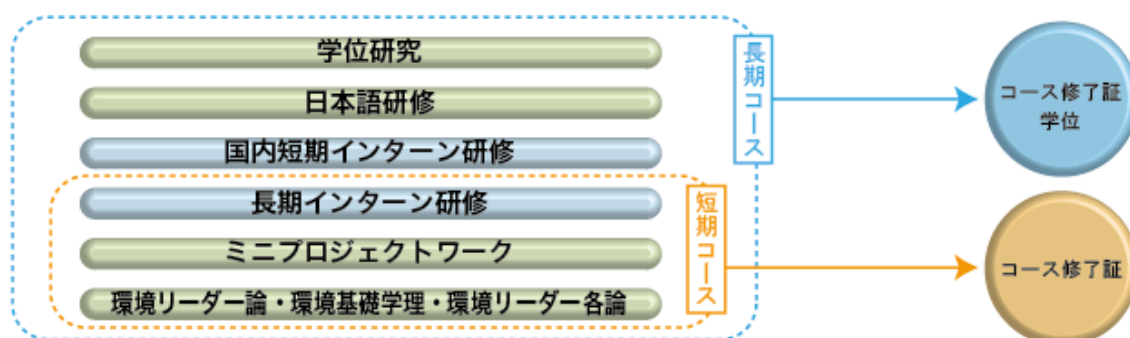 学位研究
日本語研修
国内短期インターン研修
長期インターン研修
ミニプロジェクトワーク
環境リーダー論・環境基礎学理・環境リーダー各論
長期コース
短期コース
コース修了証
学位
コース修了証